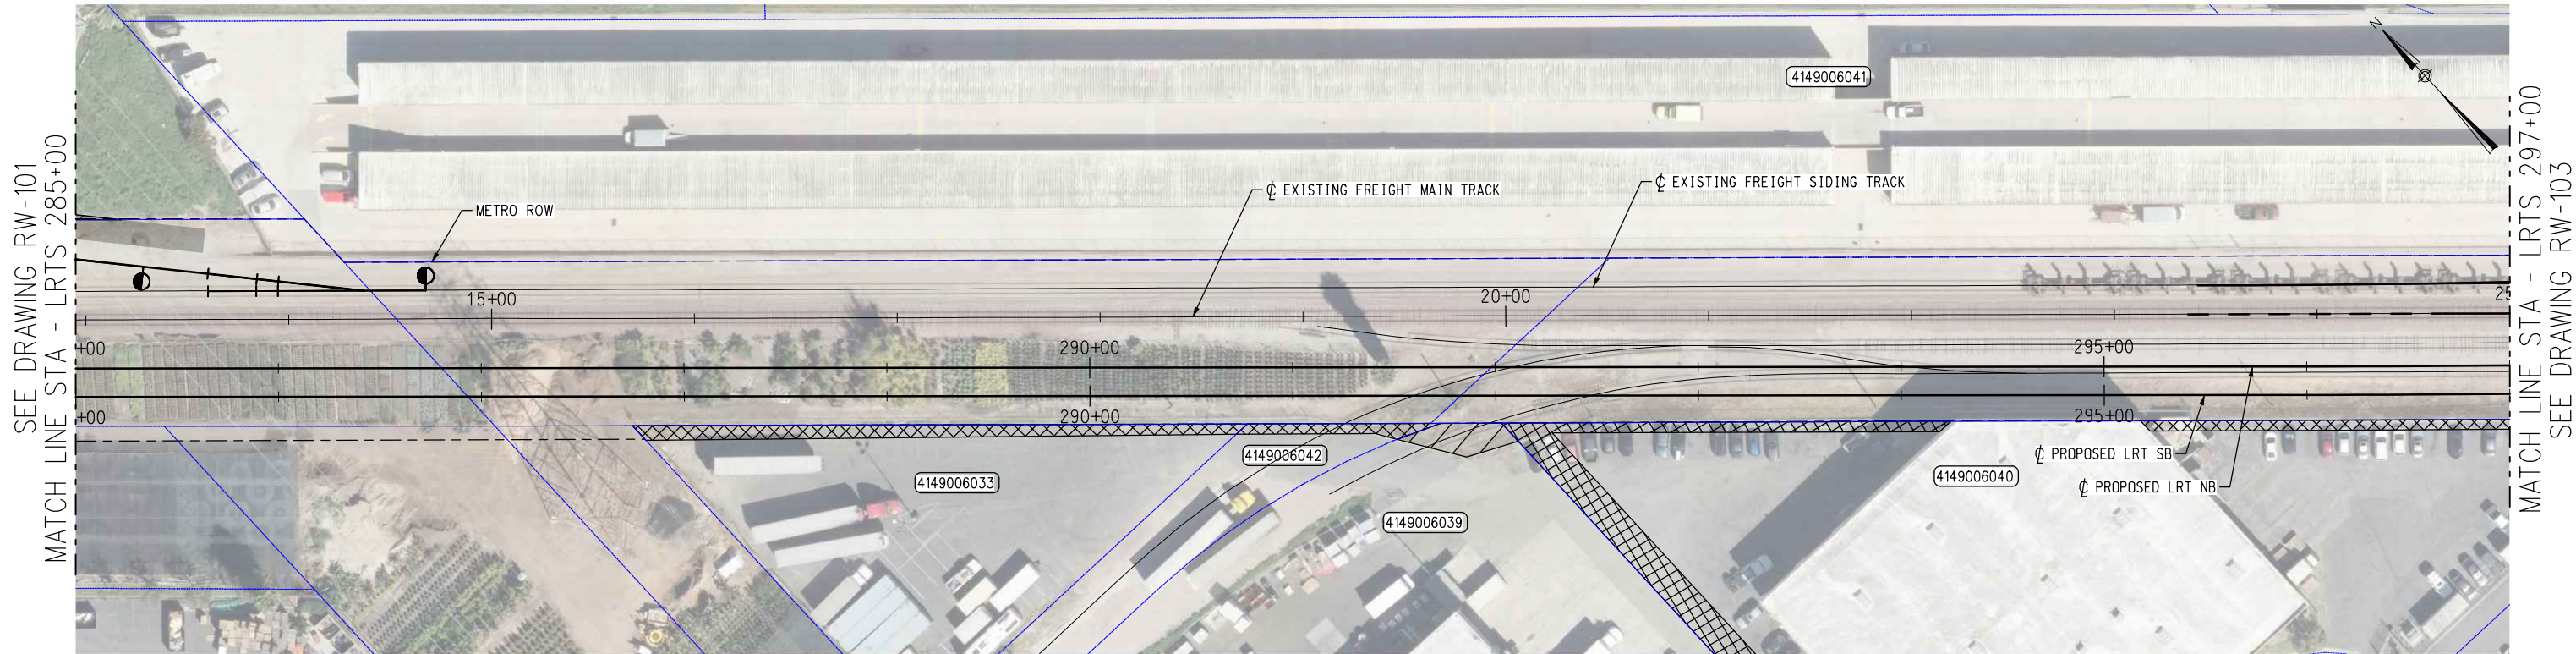 SEE DRAWING RW-101
MATCH LINE STA - LRTS 285+00
4149006041
N
℄ EXISTING FREIGHT MAIN TRACK
℄ EXISTING FREIGHT SIDING TRACK
METRO ROW
15+00
20+00
25
+00
290+00
295+00
+00
290+00
295+00
4149006033
4149006042
4149006039
4149006040
℄ PROPOSED LRT SB
℄ PROPOSED LRT NB
MATCH LINE STA - LRTS 297+00
SEE DRAWING RW-103